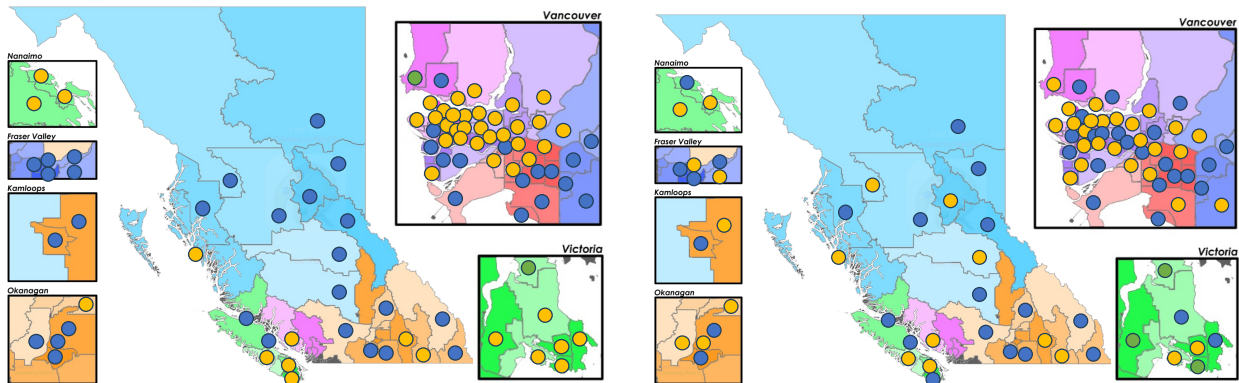 Vancouver
Nanaimo
Fraser Valley
Kamloops
Victoria
Okanagan
Vancouver
Nanaimo
Fraser Valley
Kamloops
Victoria
Okanagan